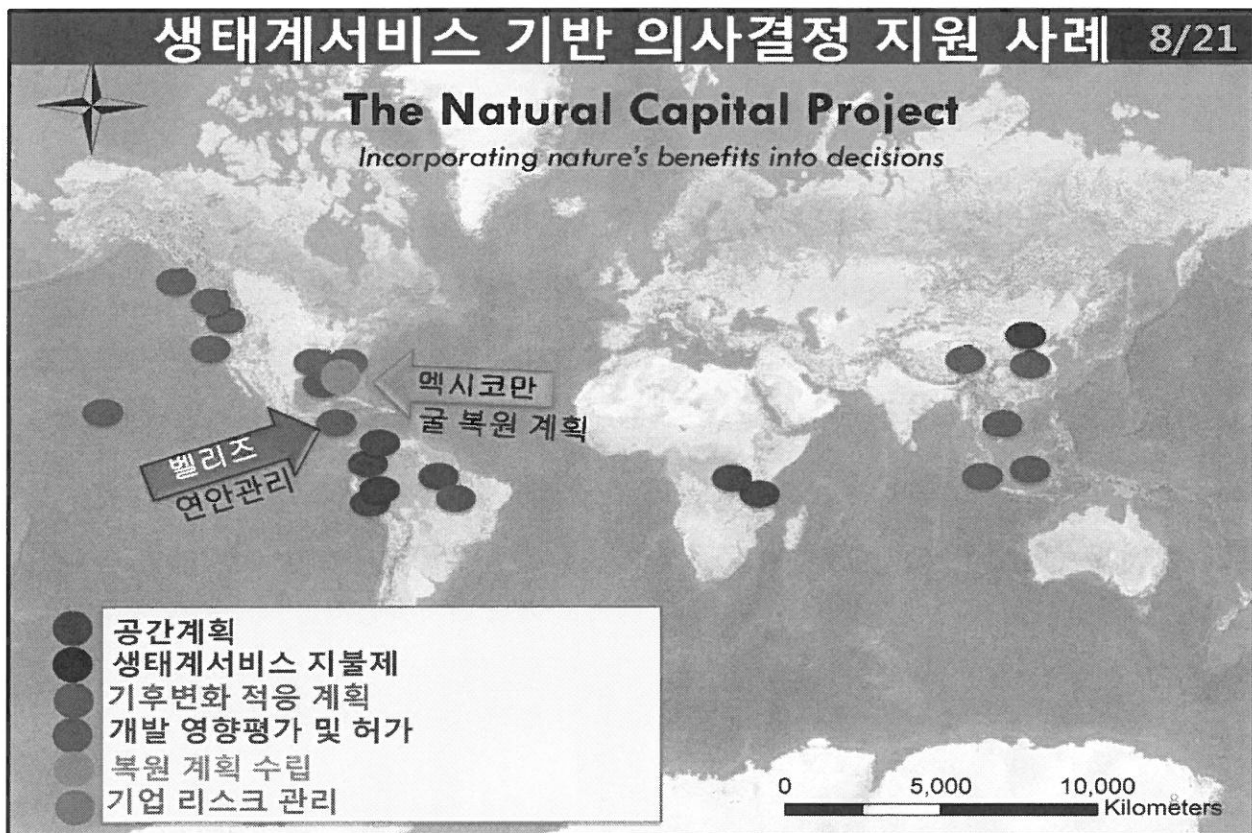 생태계서비스 기반 의사결정 지원 사례 8/21
The Natural Capital Project
Incorporating nature's benefits into decisions
멕시코만
굴 복원 계획
벨리즈
연안관리
공간계획
생태계서비스 지불제
기후변화 적응 계획
개발 영향평가 및 허가
복원 계획 수립
기업 리스크 관리
0 5,000 10,000
Kilometers
8